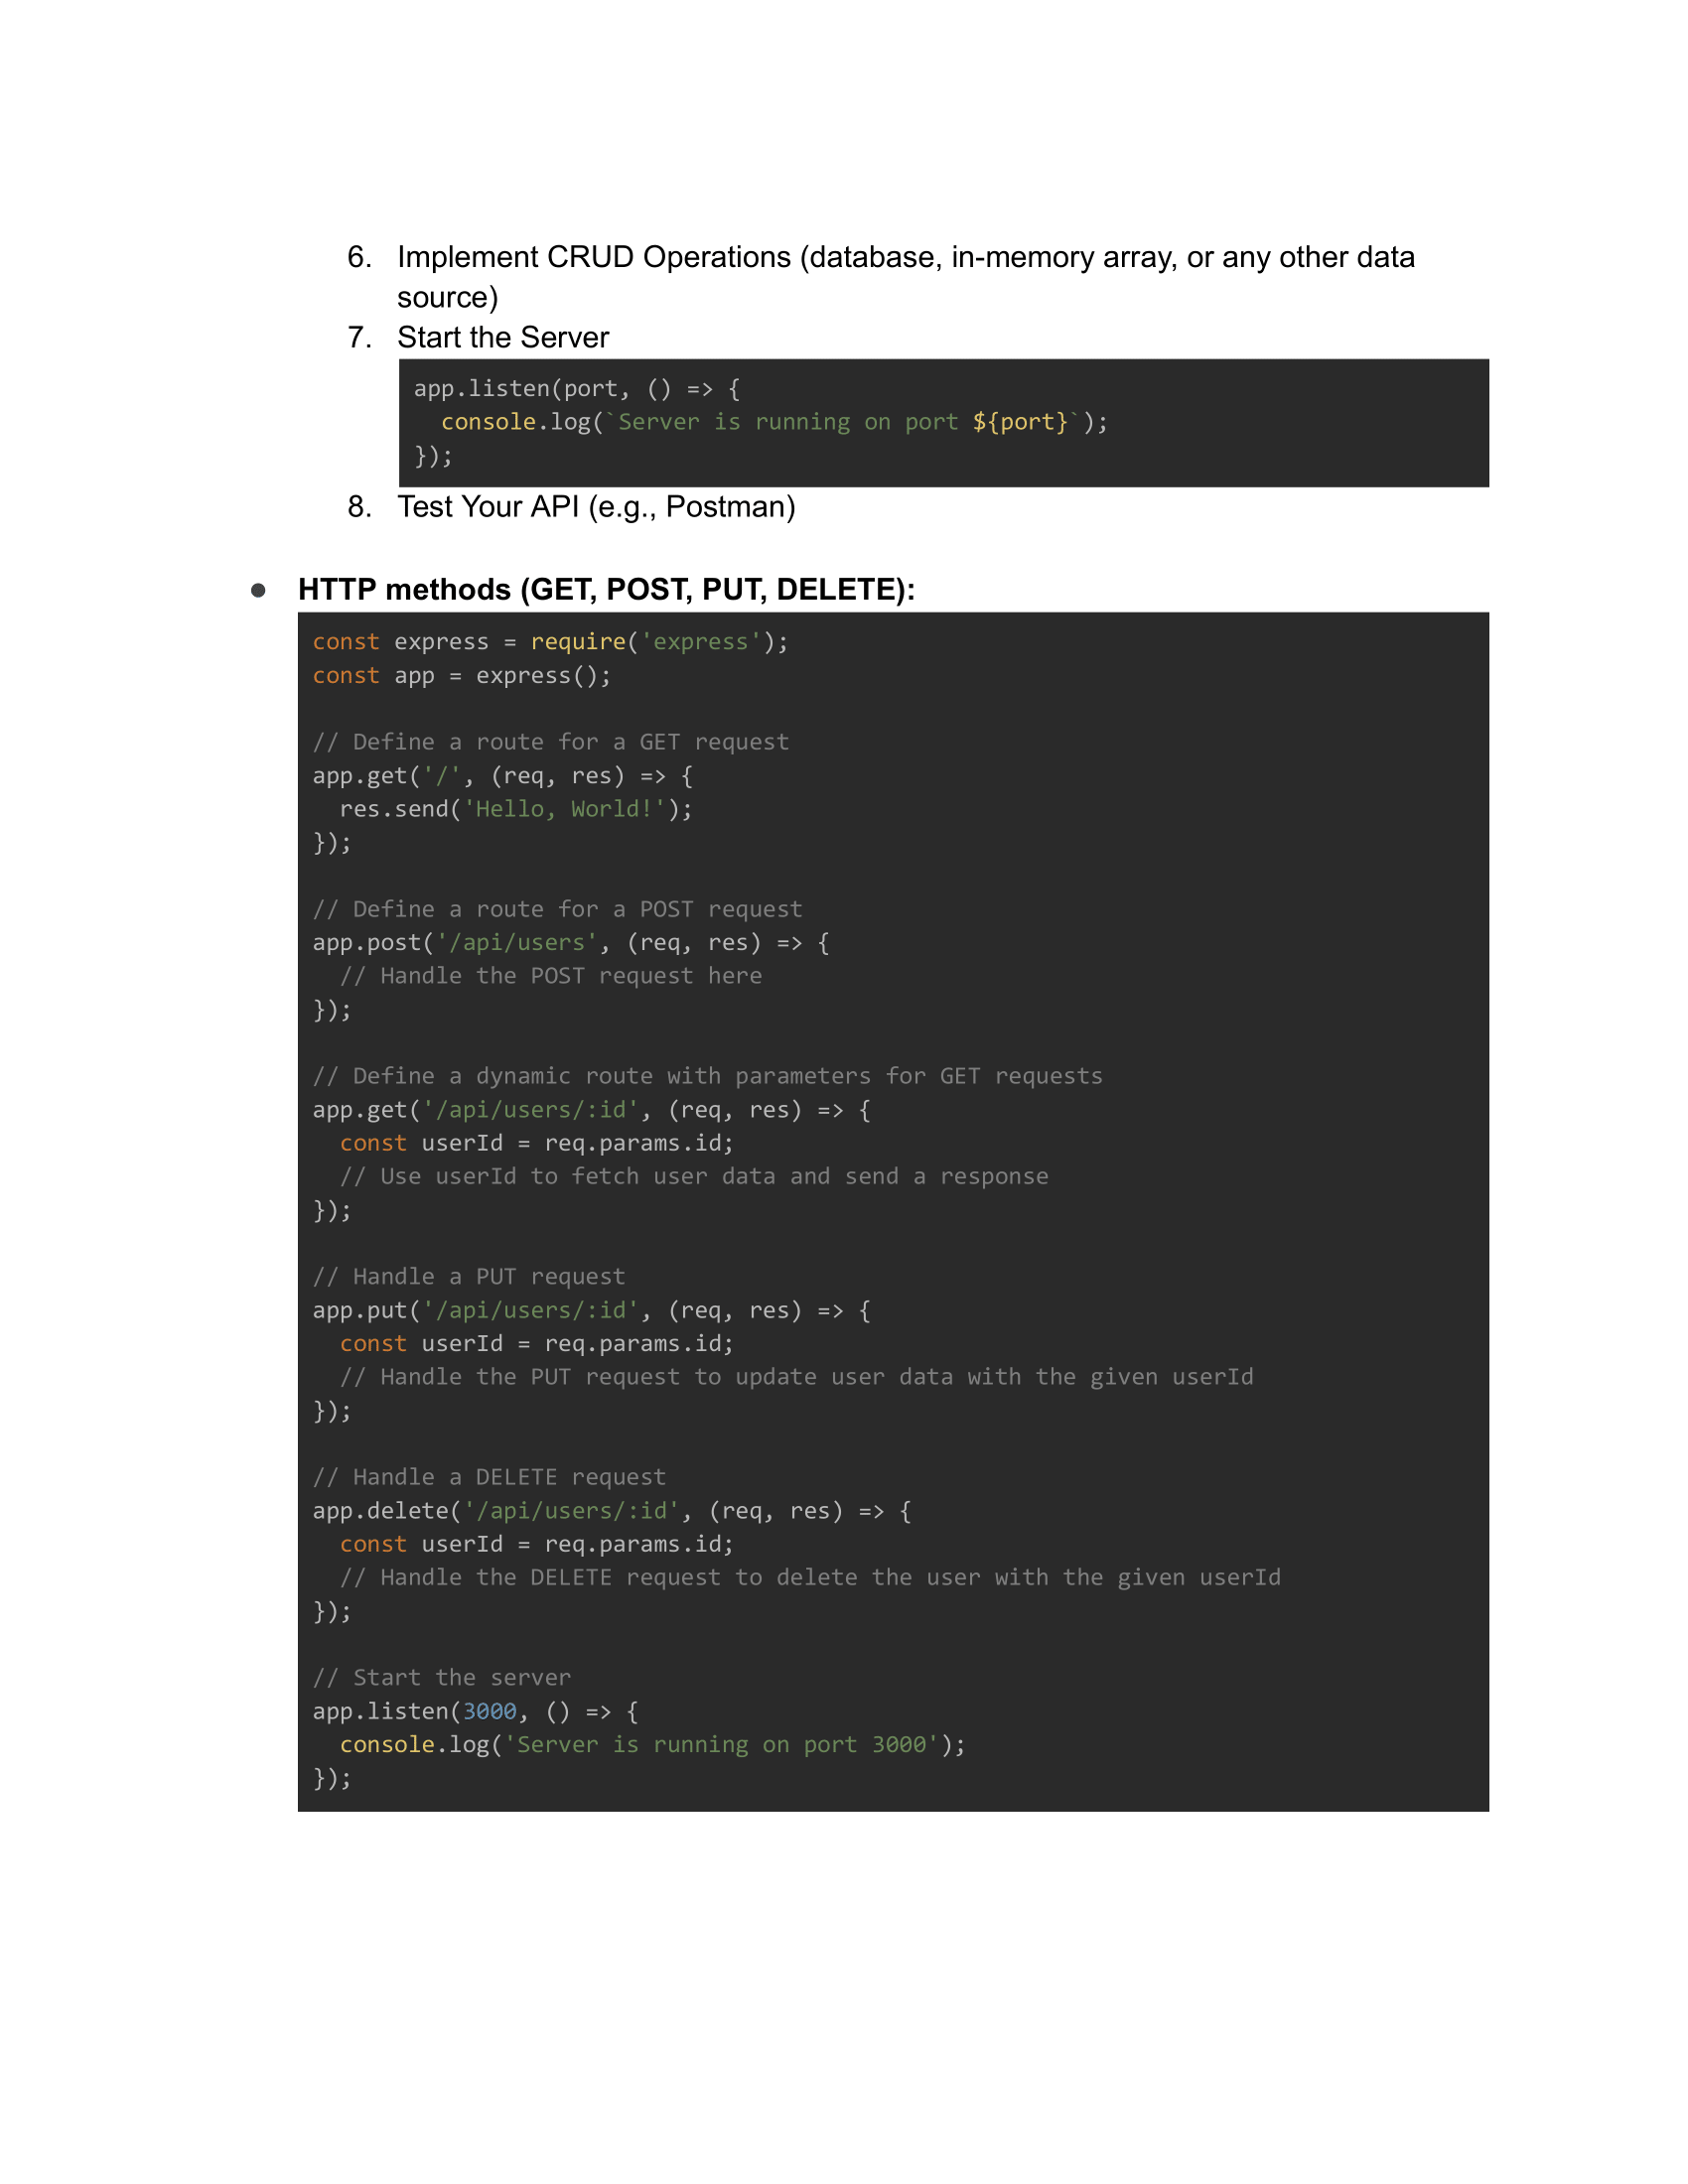 6. Implement CRUD Operations (database, in-memory array, or any other data
source)
7. Start the Server
app.listen(port, () => {
  console.log(`Server is running on port ${port}`);
});
8. Test Your API (e.g., Postman)
● HTTP methods (GET, POST, PUT, DELETE):
const express = require('express');
const app = express();

// Define a route for a GET request
app.get('/', (req, res) => {
  res.send('Hello, World!');
});

// Define a route for a POST request
app.post('/api/users', (req, res) => {
  // Handle the POST request here
});

// Define a dynamic route with parameters for GET requests
app.get('/api/users/:id', (req, res) => {
  const userId = req.params.id;
  // Use userId to fetch user data and send a response
});

// Handle a PUT request
app.put('/api/users/:id', (req, res) => {
  const userId = req.params.id;
  // Handle the PUT request to update user data with the given userId
});

// Handle a DELETE request
app.delete('/api/users/:id', (req, res) => {
  const userId = req.params.id;
  // Handle the DELETE request to delete the user with the given userId
});

// Start the server
app.listen(3000, () => {
  console.log('Server is running on port 3000');
});